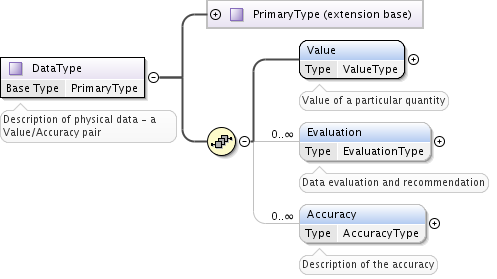 PrimaryType (extension base)
DataType
Base Type PrimaryType
Description of physical data – a
Value/Accuracy pair
Value
Type ValueType
Value of a particular quantity
0..∞ Evaluation
Type EvaluationType
Data evaluation and recommendation
0..∞ Accuracy
Type AccuracyType
Description of the accuracy